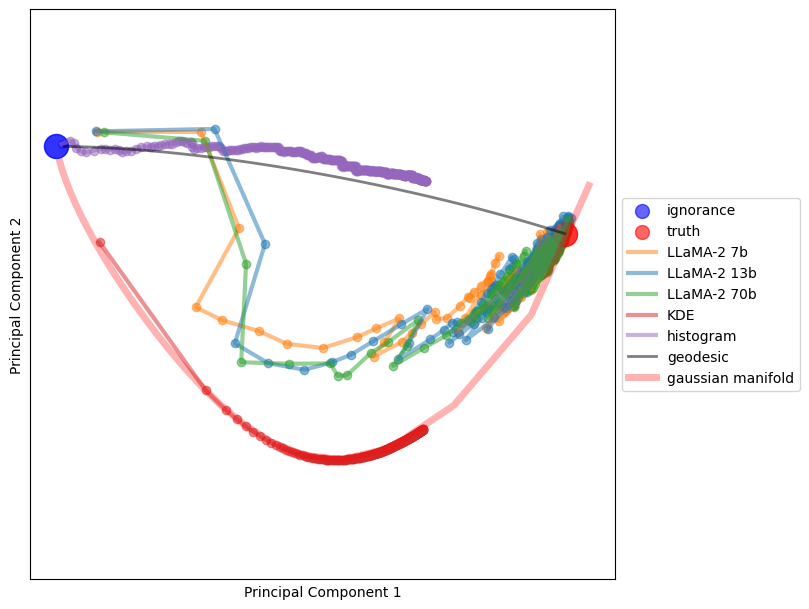 Principal Component 2
Principal Component 1
ignorance
truth
LLaMA-2 7b
LLaMA-2 13b
LLaMA-2 70b
KDE
histogram
geodesic
gaussian manifold